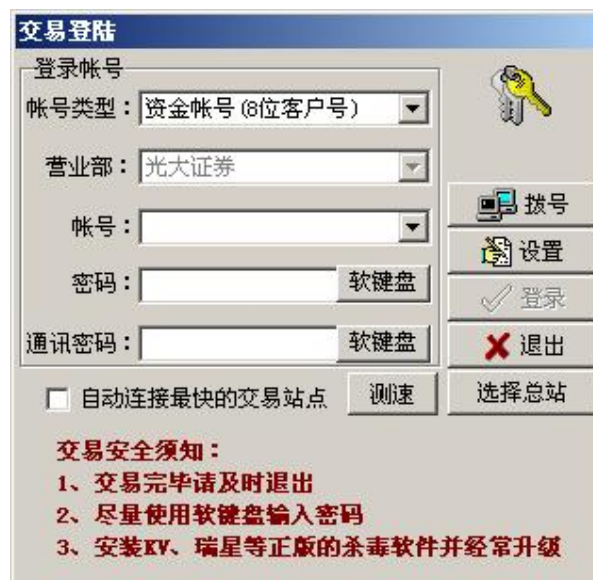 交易登陆
登录帐号
帐号类型：资金帐号(8位客户号)
营业部：光大证券
拨号
帐号：
设置
密码：软键盘
登录
通讯密码：软键盘
退出
自动连接最快的交易站点 测速 选择总站
交易安全须知：
1、交易完毕请及时退出
2、尽量使用软键盘输入密码
3、安装KV、瑞星等正版的杀毒软件并经常升级